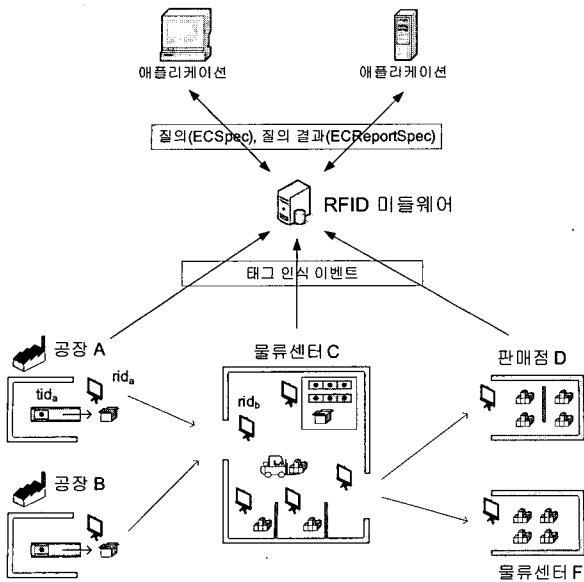 애플리케이션
애플리케이션
질의(ECSpec), 질의 결과(ECReportSpec)
RFID 미들웨어
태그 인식 이벤트
공장 A
물류센터 C
판매점 D
tid_a
rid_a
rid_b
공장 B
물류센터 F